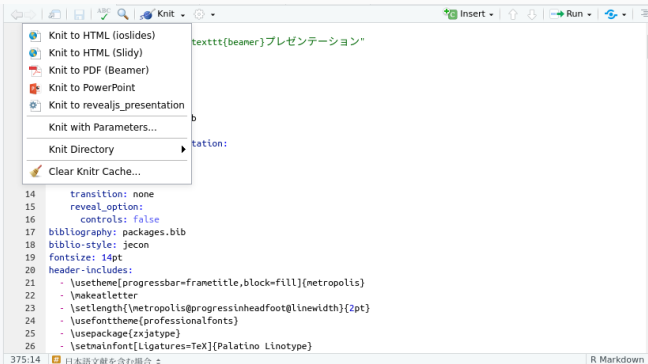 ABC Knit Insert Run
Knit to HTML (ioslides)
Knit to HTML (Slidy)
Knit to PDF (Beamer)
Knit to PowerPoint
Knit to revealjs_presentation
Knit with Parameters...
Knit Directory
Clear Knitr Cache...
texttt{beamer}プレゼンテーション"
b
tation:
14 transition: none
15 reveal_option:
16 controls: false
17 bibliography: packages.bib
18 biblio-style: jecon
19 fontsize: 14pt
20 header-includes:
21 - \usetheme[progressbar=frametitle,block=fill]{metropolis}
22 - \makeatletter
23 - \setlength{\metropolis@progressinheadfoot@linewidth}{2pt}
24 - \usefonttheme{professionalfonts}
25 - \usepackage{zxjatype}
26 - \setmainfont[Ligatures=TeX]{Palatino Linotype}
375:14 # 日本語文献を含む場合 R Markdown